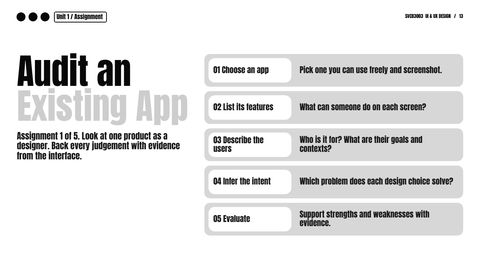 Unit 1 / Assignment
SVCD2003 UI & UX DESIGN / 13
Audit an
Existing App
Assignment 1 of 5. Look at one product as a
designer. Back every judgement with evidence
from the interface.
01 Choose an app
Pick one you can use freely and screenshot.
02 List its features
What can someone do on each screen?
03 Describe the
users
Who is it for? What are their goals and
contexts?
04 Infer the intent
Which problem does each design choice solve?
05 Evaluate
Support strengths and weaknesses with
evidence.